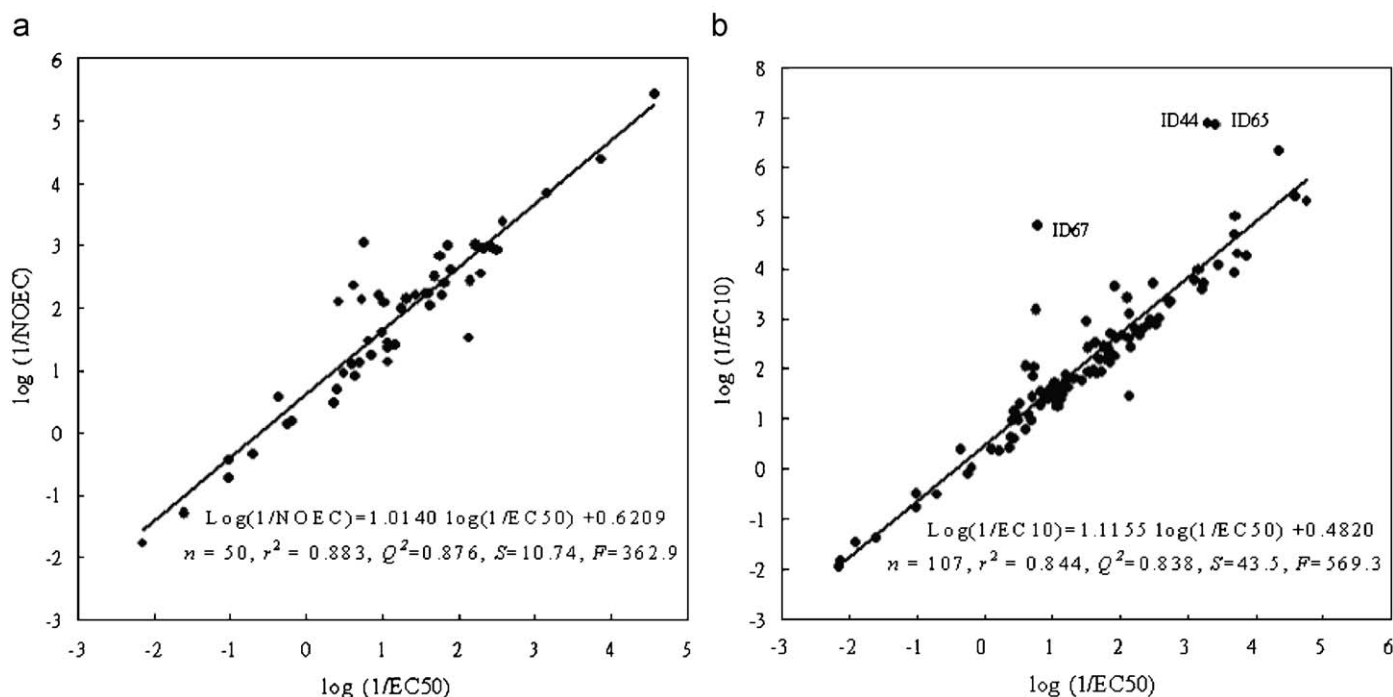 a
6
5
4
3
2
1
0
-1
-2
-3
log (1/NOEC)
Log(1/NOEC)=1.0140 log(1/EC50) +0.6209
n = 50, r² = 0.883, Q²=0.876, S=10.74, F=362.9
-3 -2 -1 0 1 2 3 4 5
log (1/EC50)
b
8
7
6
5
4
3
2
1
0
-1
-2
-3
log (1/EC10)
ID44 ID65
ID67
Log(1/EC10)=1.1155 log(1/EC50) +0.4820
n = 107, r² = 0.844, Q²=0.838, S=43.5, F=569.3
-3 -2 -1 0 1 2 3 4 5 6
log (1/EC50)